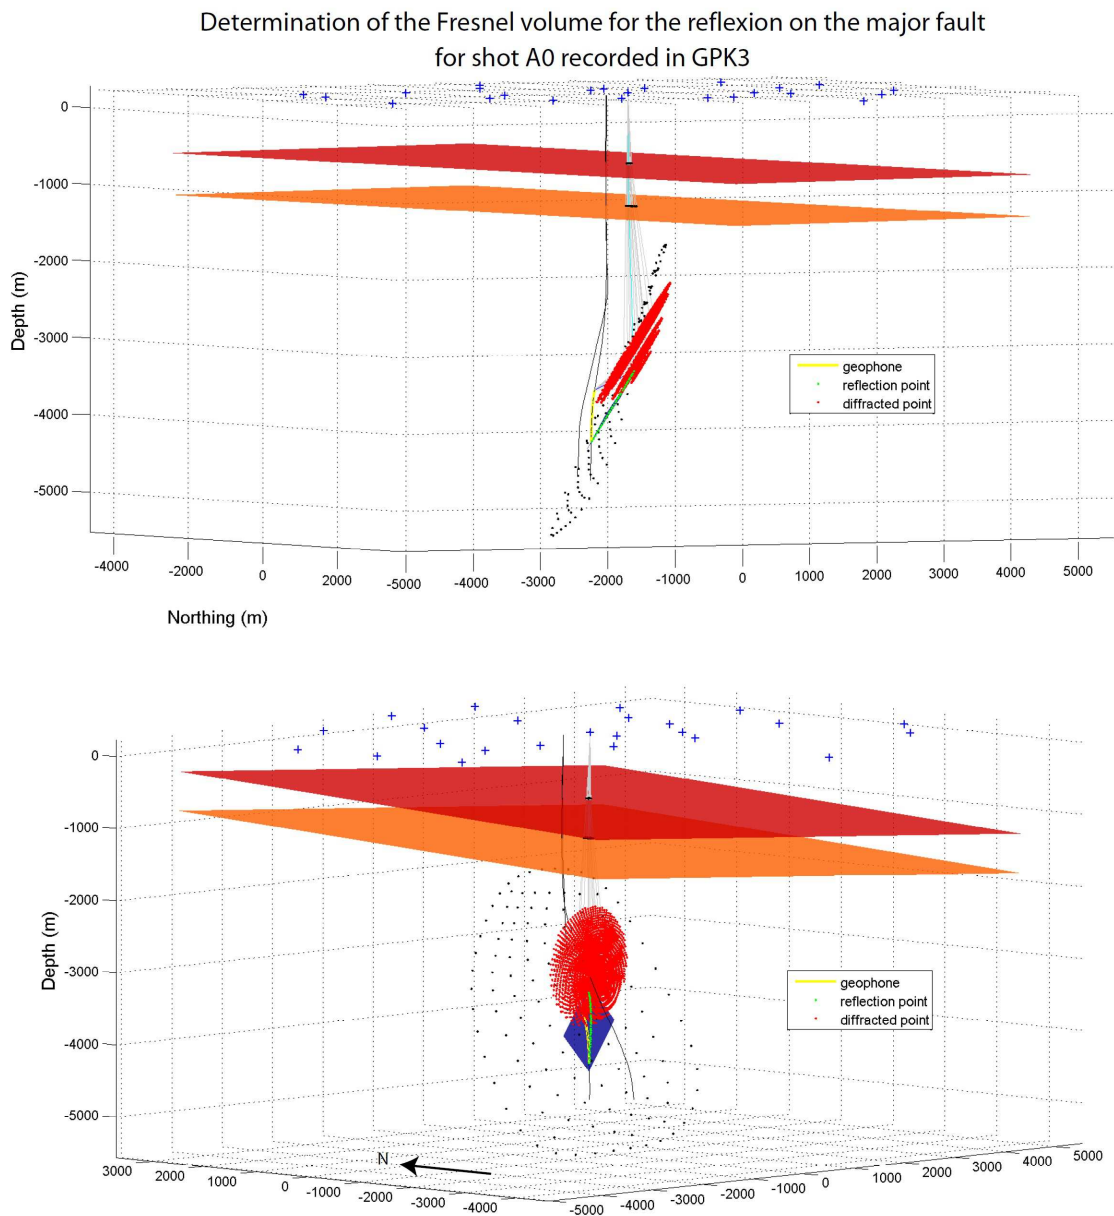 Determination of the Fresnel volume for the reflexion on the major fault
for shot A0 recorded in GPK3
0
-1000
-2000
-3000
-4000
-5000
Depth (m)
geophone
reflection point
diffracted point
-4000 -2000 0 2000 -5000 -4000 -3000 -2000 -1000 0 1000 2000 3000 4000 5000
Northing (m)
0
-1000
-2000
-3000
-4000
-5000
Depth (m)
geophone
reflection point
diffracted point
N
3000 2000 1000 0 -1000 -2000 -3000 -4000 -5000 -4000 -3000 -2000 -1000 0 1000 2000 3000 4000 5000